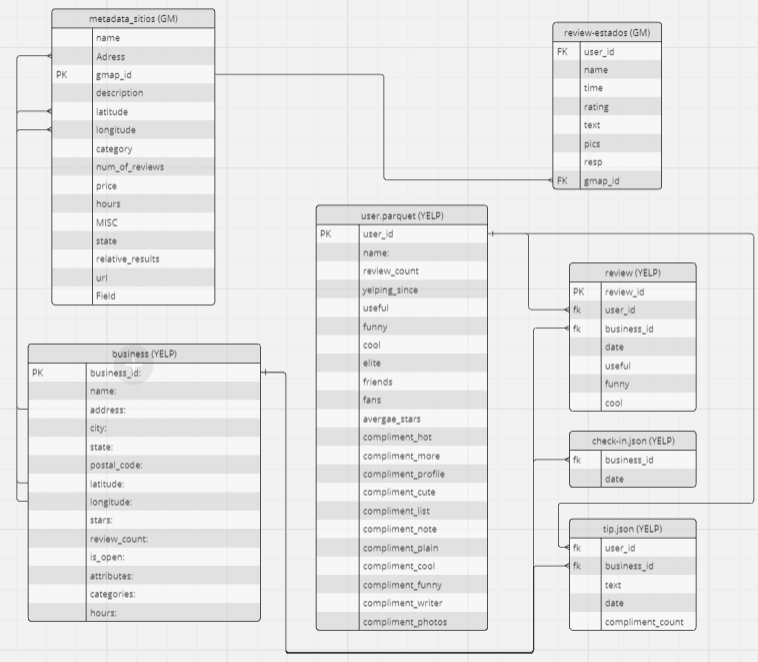 metadata_sitios (GM)
name
Adress
PK gmap_id
description
latitude
longitude
category
num_of_reviews
price
hours
MISC
state
relative_results
url
Field
review-estados (GM)
FK user_id
name
time
rating
text
pics
resp
FK gmap_id
user.parquet (YELP)
PK user_id
name:
review_count
yelping_since
useful
funny
cool
elite
friends
fans
avergae_stars
compliment_hot
compliment_more
compliment_profile
compliment_cute
compliment_list
compliment_note
compliment_plain
compliment_cool
compliment_funny
compliment_writer
compliment_photos
review (YELP)
PK review_id
fk user_id
fk business_id
date
useful
funny
cool
business (YELP)
PK business_id:
name:
address:
city:
state:
postal_code:
latitude:
longitude:
stars:
review_count:
is_open:
attributes:
categories:
hours:
check-in.json (YELP)
fk business_id
date
tip.json (YELP)
fk user_id
fk business_id
text
date
compliment_count